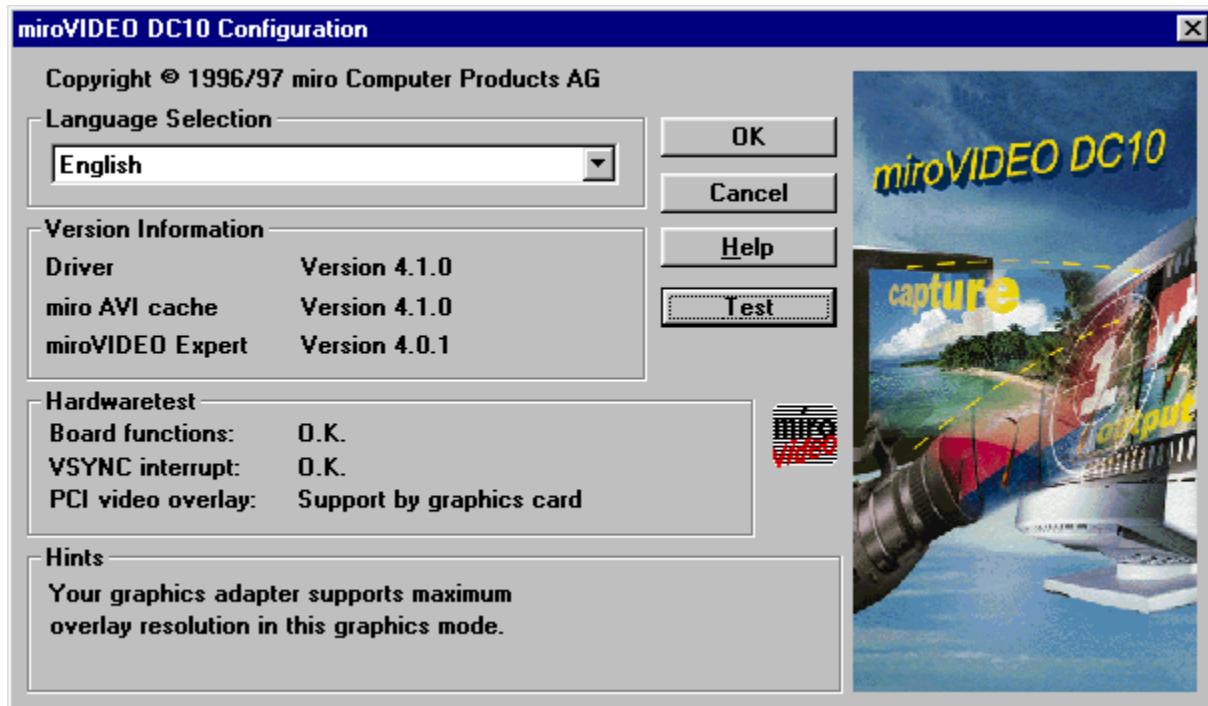 miroVIDEO DC10 Configuration
Copyright © 1996/97 miro Computer Products AG
Language Selection
English
OK
Cancel
Help
Test
Version Information
Driver Version 4.1.0
miro AVI cache Version 4.1.0
miroVIDEO Expert Version 4.0.1
Hardwaretest
Board functions: O.K.
VSYNC interrupt: O.K.
PCI video overlay: Support by graphics card
Hints
Your graphics adapter supports maximum
overlay resolution in this graphics mode.
miro
video
miroVIDEO DC10
capture
1
output